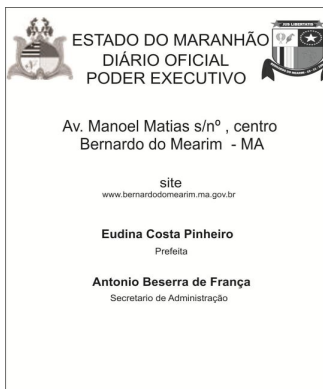 ESTADO DO MARANHÃO
DIÁRIO OFICIAL
PODER EXECUTIVO
Av. Manoel Matias s/nº , centro
Bernardo do Mearim - MA
site
www.bernardodomearim.ma.gov.br
Eudina Costa Pinheiro
Prefeita
Antonio Beserra de França
Secretario de Administração